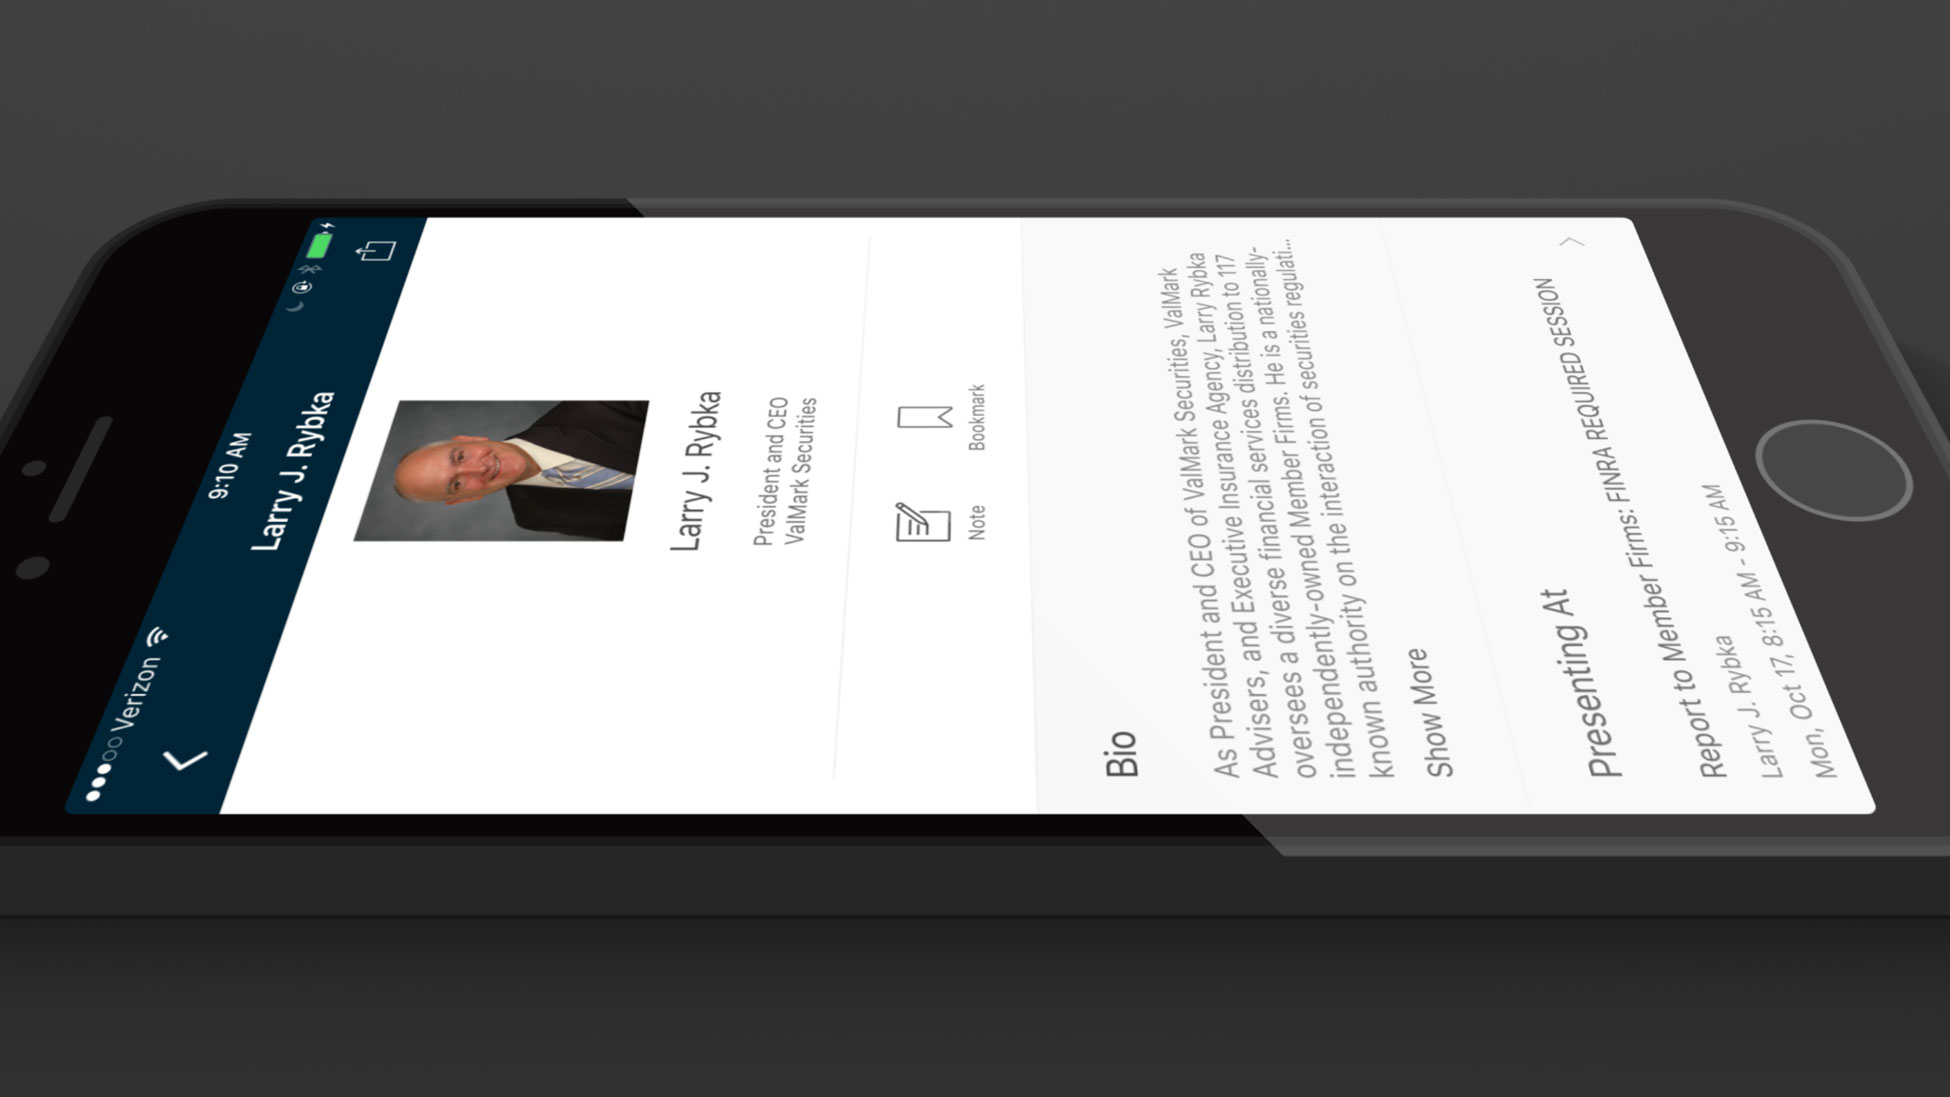 Verizon
9:10 AM
Larry J. Rybka
Larry J. Rybka
President and CEO
ValMark Securities
Note
Bookmark
Bio
As President and CEO of ValMark Securities, ValMark
Advisers, and Executive Insurance Agency, Larry Rybka
overseses a diverse financial services distribution to 117
independently-owned Member Firms. He is a nationally-
known authority on the interaction of securities regulati...
Show More
Presenting At
Report to Member Firms: FINRA REQUIRED SESSION
Larry J. Rybka
Mon, Oct 17, 8:15 AM - 9:15 AM